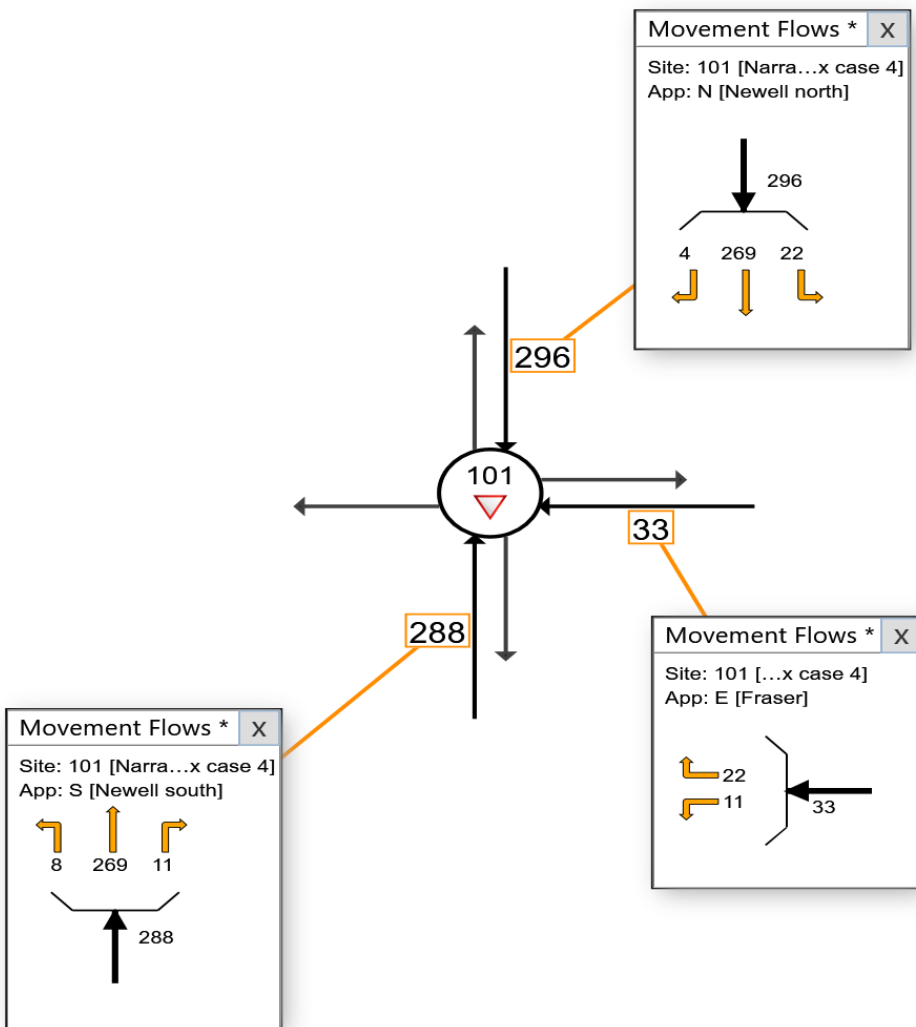 Movement Flows * x
Site: 101 [Narra...x case 4]
App: N [Newell north]
296
4 269 22
296
101
33
288
Movement Flows * x
Site: 101 [...x case 4]
App: E [Fraser]
22
11
33
Movement Flows * x
Site: 101 [Narra...x case 4]
App: S [Newell south]
8 269 11
288